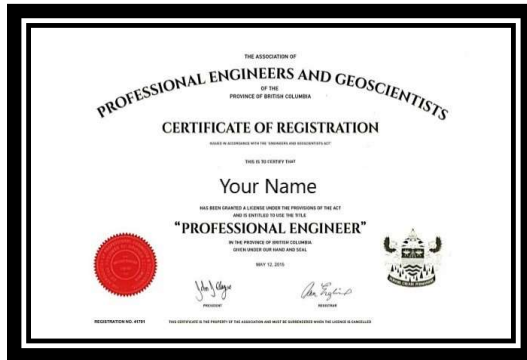 THE ASSOCIATION OF
PROFESSIONAL ENGINEERS AND GEOSCIENTISTS
OF THE
PROVINCE OF BRITISH COLUMBIA
CERTIFICATE OF REGISTRATION
ISSUED IN ACCORDANCE WITH THE ENGINEERS AND GEOSCIENTISTS ACT
THIS IS TO CERTIFY THAT
Your Name
HAS BEEN GRANTED A LICENSE UNDER THE PROVISIONS OF THE ACT
AND IS ENTITLED TO USE THE TITLE
“PROFESSIONAL ENGINEER”
IN THE PROVINCE OF BRITISH COLUMBIA
GIVEN UNDER OUR HAND AND SEAL
MAY 12, 2015
PRESIDENT
REGISTRAR
REGISTRATION NO. 41791
THIS CERTIFICATE IS THE PROPERTY OF THE ASSOCIATION AND MUST BE SURRENDERED WHEN THE LICENSE IS CANCELLED